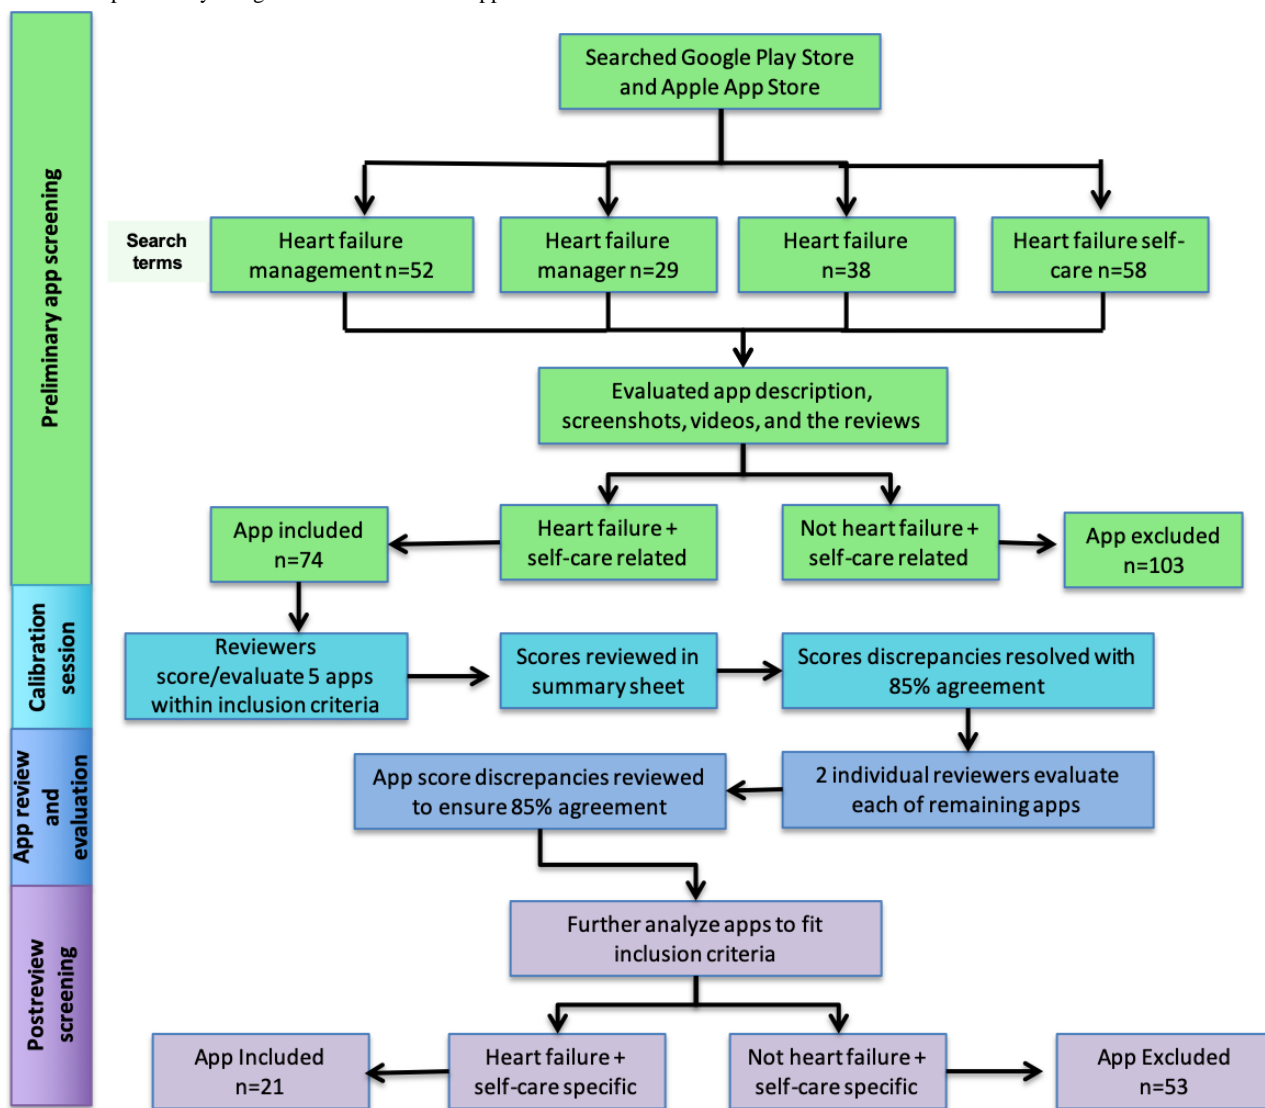 Searched Google Play Store
and Apple App Store
Preliminary app screening
Search
terms
Heart failure
management n=52
Heart failure
manager n=29
Heart failure
n=38
Heart failure self-
care n=58
Evaluated app description,
screenshots, videos, and the reviews
App included
n=74
Heart failure +
self-care related
Not heart failure +
self-care related
App excluded
n=103
Calibration
session
Reviewers
score/evaluate 5 apps
within inclusion criteria
Scores reviewed in
summary sheet
Scores discrepancies resolved with
85% agreement
App review
and
evaluation
App score discrepancies reviewed
to ensure 85% agreement
2 individual reviewers evaluate
each of remaining apps
Postreview
screening
Further analyze apps to fit
inclusion criteria
App Included
n=21
Heart failure +
self-care specific
Not heart failure +
self-care specific
App Excluded
n=53